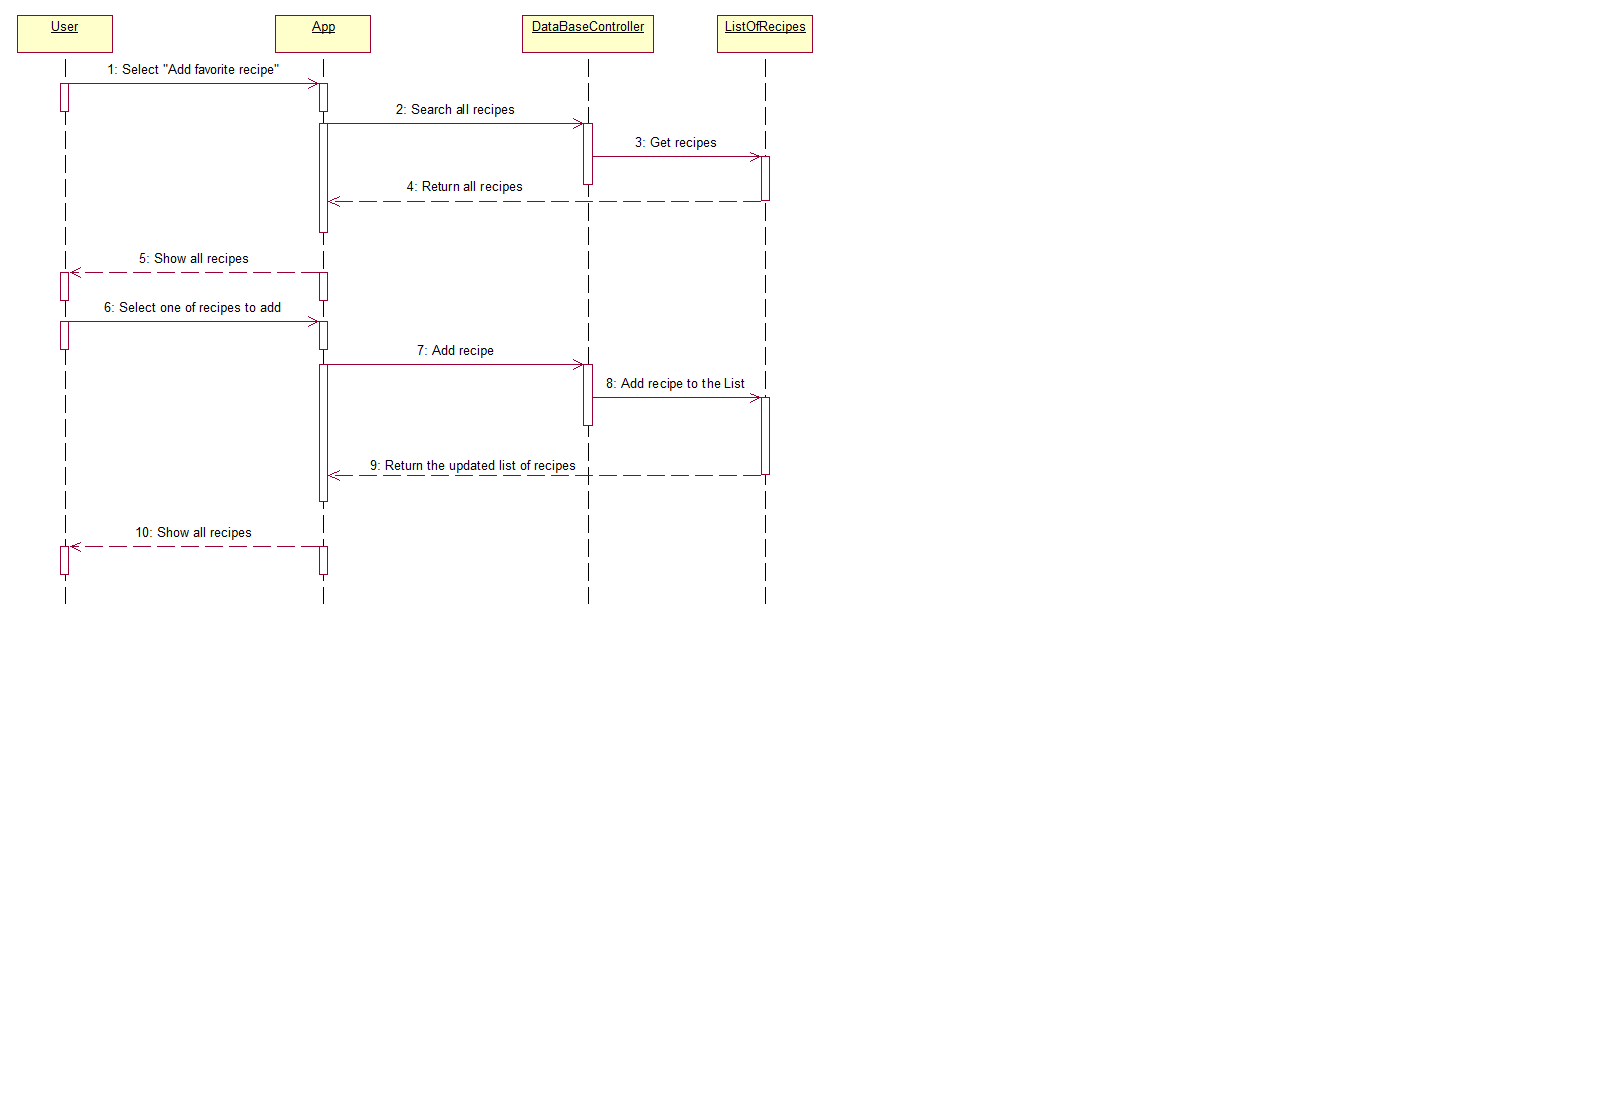 User
App
DataBaseController
ListOfRecipes
1: Select "Add favorite recipe"
2: Search all recipes
3: Get recipes
4: Return all recipes
5: Show all recipes
6: Select one of recipes to add
7: Add recipe
8: Add recipe to the List
9: Return the updated list of recipes
10: Show all recipes